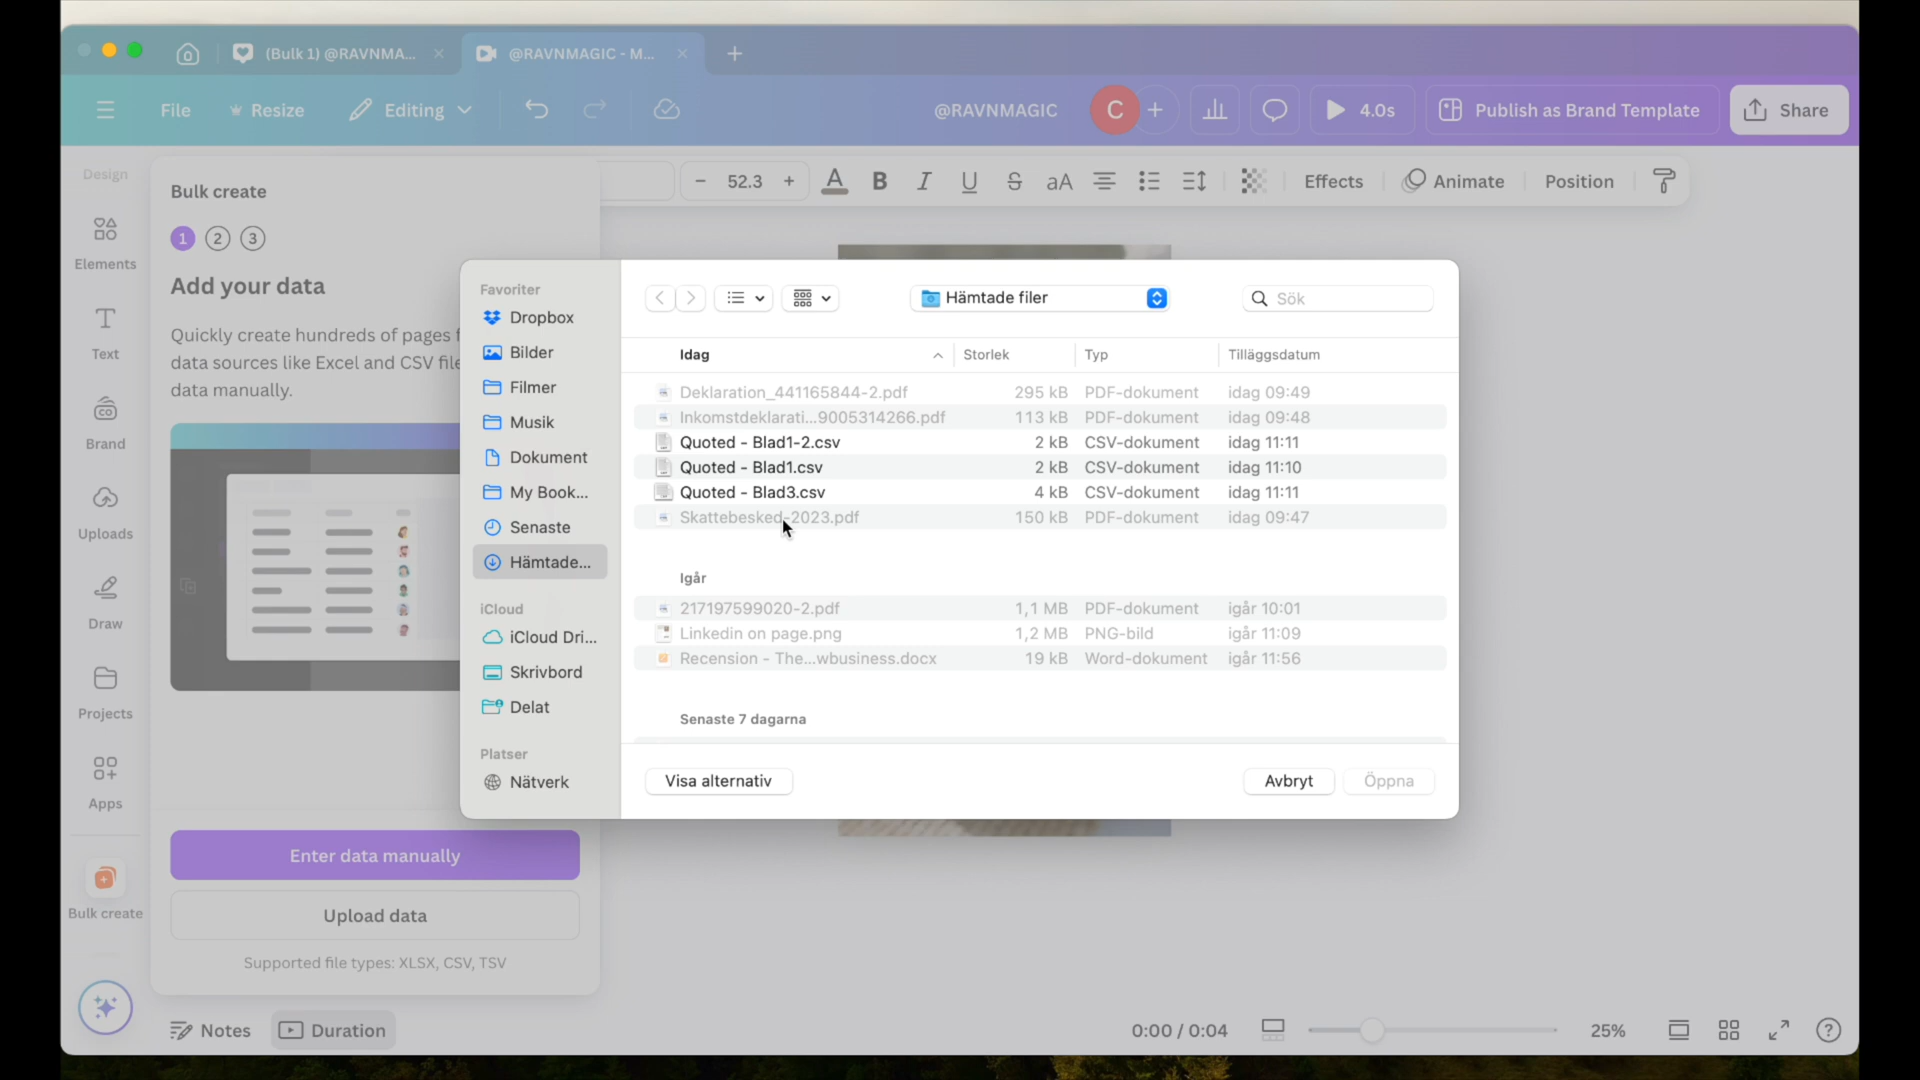 (Bulk 1) @RAVNMA...
@RAVNMAGIC - M...
File
Resize
Editing
@RAVNMAGIC
C
4.0s
Publish as Brand Template
Share
Design
Elements
Text
Brand
Uploads
Draw
Projects
Apps
Bulk create
Bulk create
1 2 3
Add your data
Quickly create hundreds of pages f
data sources like Excel and CSV file
data manually.
Enter data manually
Upload data
Supported file types: XLSX, CSV, TSV
52.3
A B I U S aA
Effects
Animate
Position
Favoriter
Dropbox
Bilder
Filmer
Musik
Dokument
My Book...
Senaste
Hämtade...
iCloud
iCloud Dri...
Skrivbord
Delat
Platser
Nätverk
Hämtade filer
Sök
Idag Storlek Typ Tilläggsdatum
Deklaration_441165844-2.pdf 295 kB PDF-dokument idag 09:49
Inkomstdeklarati...9005314266.pdf 113 kB PDF-dokument idag 09:48
Quoted - Blad1-2.csv 2 kB CSV-dokument idag 11:11
Quoted - Blad1.csv 2 kB CSV-dokument idag 11:10
Quoted - Blad3.csv 4 kB CSV-dokument idag 11:11
Skattebesked-2023.pdf 150 kB PDF-dokument idag 09:47
Igår
217197599020-2.pdf 1,1 MB PDF-dokument igår 10:01
Linkedin on page.png 1,2 MB PNG-bild igår 11:09
Recension - The...wbusiness.docx 19 kB Word-dokument igår 11:56
Senaste 7 dagarna
Visa alternativ
Avbryt
Öppna
Notes
Duration
0:00 / 0:04
25%